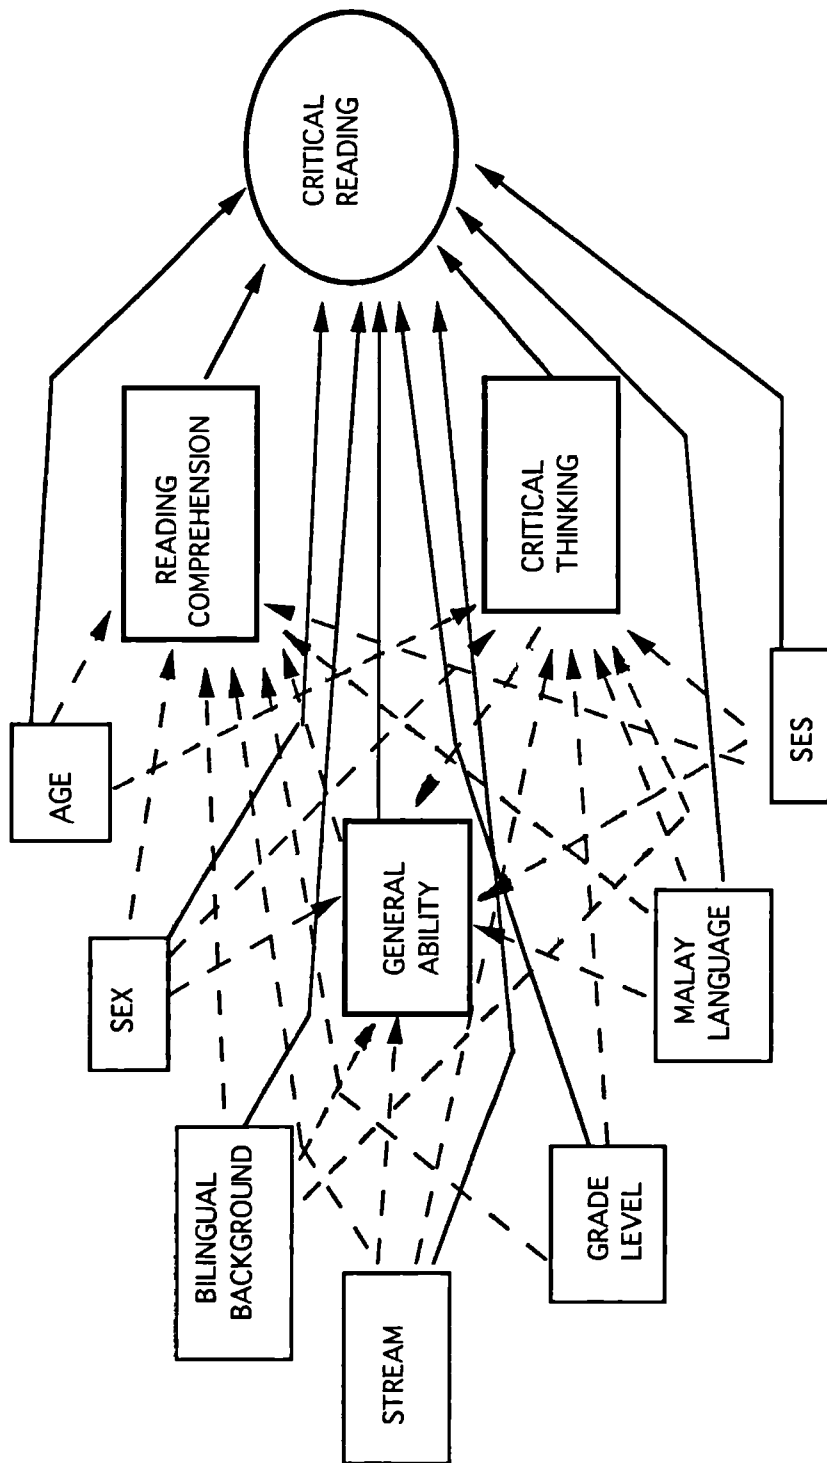 CRITICAL
READING
READING
COMPREHENSION
CRITICAL
THINKING
AGE
SES
SEX
GENERAL
ABILITY
MALAY
LANGUAGE
BILINGUAL
BACKGROUND
GRADE
LEVEL
STREAM